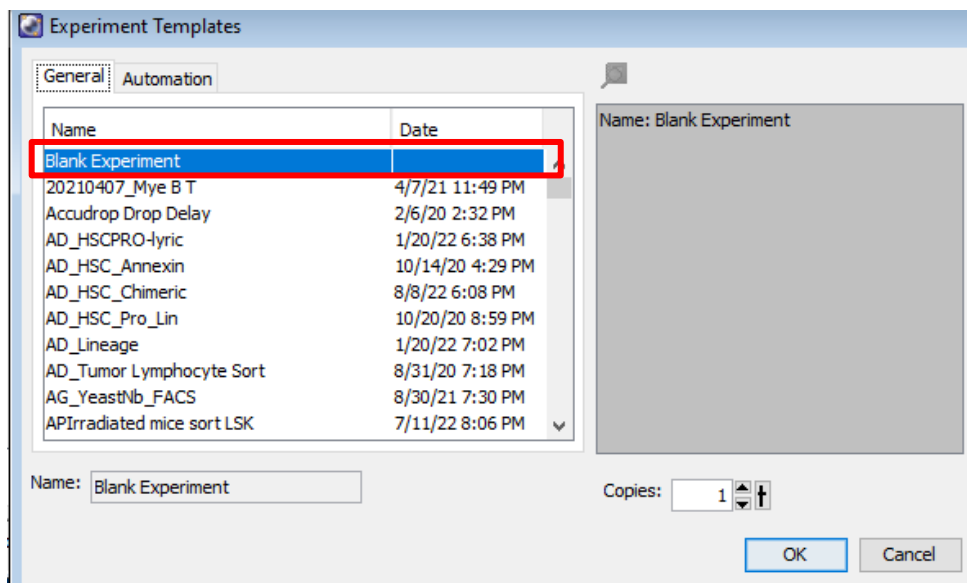 Experiment Templates
General Automation
Name Date
Name: Blank Experiment
Blank Experiment
20210407_Mye B T 4/7/21 11:49 PM
Accudrop Drop Delay 2/6/20 2:32 PM
AD_HSCPRO-lyric 1/20/22 6:38 PM
AD_HSC_Annexin 10/14/20 4:29 PM
AD_HSC_Chimeric 8/8/22 6:08 PM
AD_HSC_Pro_Lin 10/20/20 8:59 PM
AD_Lineage 1/20/22 7:02 PM
AD_Tumor Lymphocyte Sort 8/31/20 7:18 PM
AG_YeastNb_FACS 8/30/21 7:30 PM
APIrradiated mice sort LSK 7/11/22 8:06 PM
Name: Blank Experiment
Copies: 1
OK Cancel